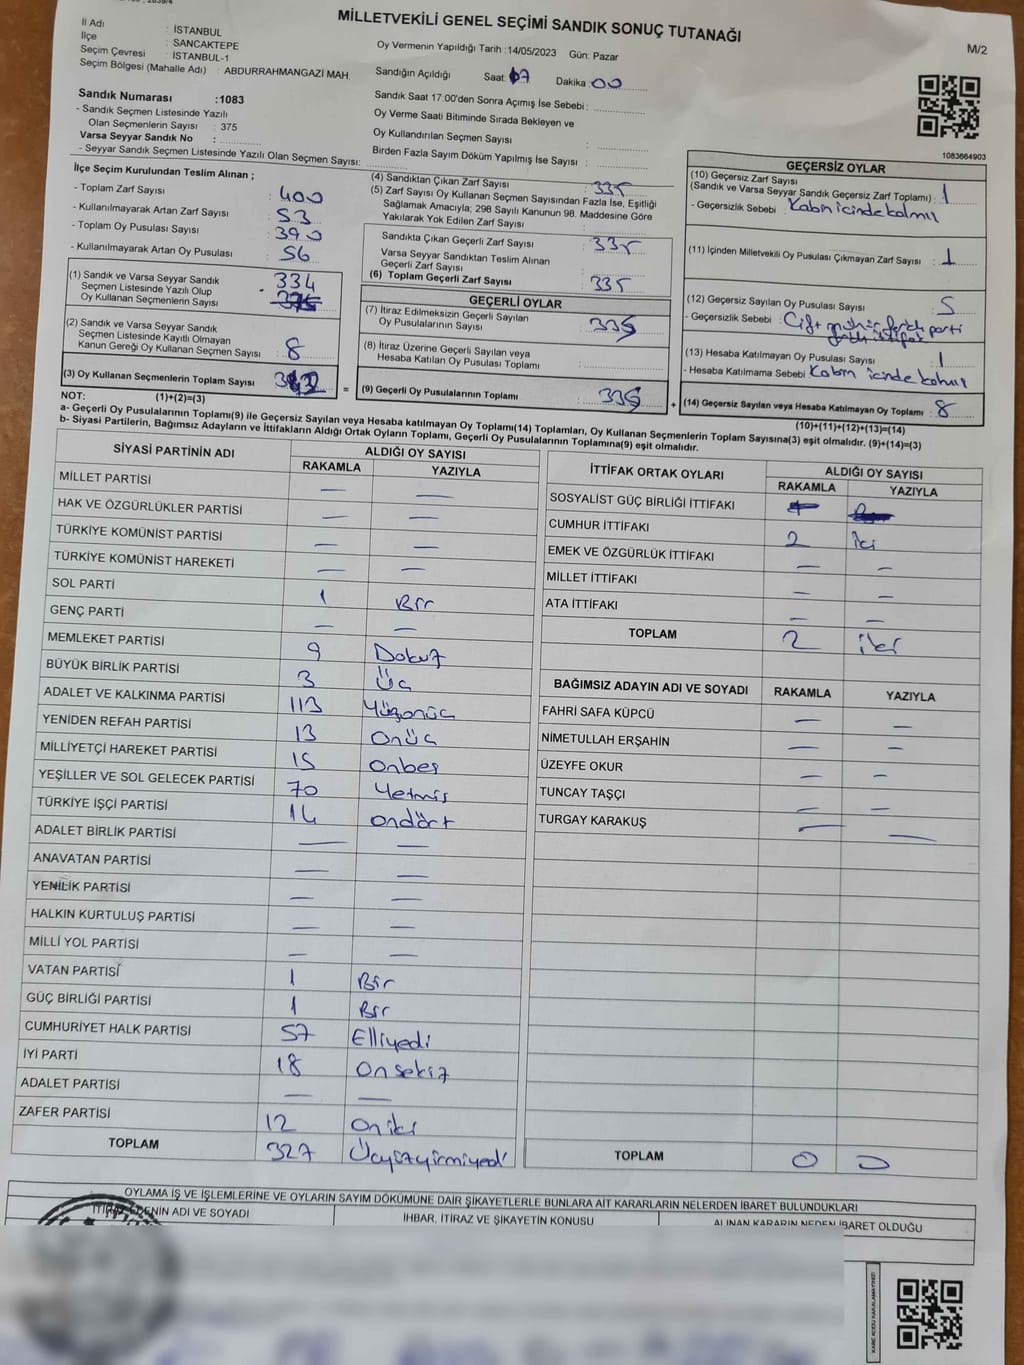 MİLLETVEKİLİ GENEL SEÇİMİ SANDIK SONUÇ TUTANAĞI
M/2
İl Adı : İSTANBUL
İlçe : SANCAKTEPE
Seçim Çevresi : İSTANBUL-1
Seçim Bölgesi (Mahalle Adı) : ABDURRAHMANGAZİ MAH.
Oy Vermenin Yapıldığı Tarih :14/05/2023 Gün: Pazar
Sandığın Açıldığı Saat: 07 Dakika: 00
Sandık Saat 17:00'den Sonra Açımış İse Sebebi:
Oy Verme Saati Bitiminde Sırada Bekleyen ve
Oy Kullandırılan Seçmen Sayısı :
Birden Fazla Sayım Döküm Yapılmış İse Sayısı :
Sandık Numarası :1083
- Sandık Seçmen Listesinde Yazılı
Olan Seçmenlerin Sayısı : 375
Varsa Seyyar Sandık No :
- Seyyar Sandık Seçmen Listesinde Yazılı Olan Seçmen Sayısı:
1083664903
İlçe Seçim Kurulundan Teslim Alınan ;
- Toplam Zarf Sayısı : 400
- Kullanılmayarak Artan Zarf Sayısı : 53
- Toplam Oy Pusulası Sayısı : 390
- Kullanılmayarak Artan Oy Pusulası : 56
(1) Sandık ve Varsa Seyyar Sandık
Seçmen Listesinde Yazılı Olup
Oy Kullanan Seçmenlerin Sayısı : 334
(2) Sandık ve Varsa Seyyar Sandık
Seçmen Listesinde Kayıtlı Olmayan
Kanun Gereği Oy Kullanan Seçmen Sayısı : 8
(3) Oy Kullanan Seçmenlerin Toplam Sayısı
(1)+(2)=(3)
(4) Sandıktan Çıkan Zarf Sayısı : 335
(5) Zarf Sayısı Oy Kullanan Seçmen Sayısından Fazla İse, Eşitliği
Sağlamak Amacıyla; 298 Sayılı Kanunun 98. Maddesine Göre
Yakılarak Yok Edilen Zarf Sayısı :
Sandıkta Çıkan Geçerli Zarf Sayısı : 335
Varsa Seyyar Sandıktan Teslim Alınan
Geçerli Zarf Sayısı :
(6) Toplam Geçerli Zarf Sayısı : 335
GEÇERLİ OYLAR
(7) İtiraz Edilmeksizin Geçerli Sayılan
Oy Pusulalarının Sayısı : 335
(8) İtiraz Üzerine Geçerli Sayılan veya
Hesaba Katılan Oy Pusulası Toplamı :
= (9) Geçerli Oy Pusulalarının Toplamı 335
GEÇERSİZ OYLAR
(10) Geçersiz Zarf Sayısı
(Sandık ve Varsa Seyyar Sandık Geçersiz Zarf Toplamı) : 1
- Geçersizlik Sebebi : Kabin içinde kalmış
(11) İçinden Milletvekili Oy Pusulası Çıkmayan Zarf Sayısı : 1
(12) Geçersiz Sayılan Oy Pusulası Sayısı : 5
- Geçersizlik Sebebi : Çift mühür farklı parti
farklı ittifak
(13) Hesaba Katılmayan Oy Pusulası Sayısı : 1
- Hesaba Katılmama Sebebi : Kabin içinde kalmış
+ (14) Geçersiz Sayılan veya Hesaba Katılmayan Oy Toplamı : 8
(10)+(11)+(12)+(13)=(14)
NOT:
a- Geçerli Oy Pusulalarının Toplamı(9) ile Geçersiz Sayılan veya Hesaba katılmayan Oy Toplamı(14) Toplamları, Oy Kullanan Seçmenlerin Toplam Sayısına(3) eşit olmalıdır. (9)+(14)=(3)
b- Siyasi Partilerin, Bağımsız Adayların ve İttifakların Aldığı Ortak Oyların Toplamı, Geçerli Oy Pusulalarının Toplamına(9) eşit olmalıdır.
SİYASİ PARTİNİN ADI ALDIĞI OY SAYISI
RAKAMLA YAZIYLA
MİLLET PARTİSI — —
HAK VE ÖZGÜRLÜKLER PARTİSİ — —
TÜRKİYE KOMÜNİST PARTİSİ — —
TÜRKİYE KOMÜNİST HAREKETİ — —
SOL PARTİ 1 Bir
GENÇ PARTİ — —
MEMLEKET PARTİSİ 9 Dokuz
BÜYÜK BİRLİK PARTİSİ 3 Üç
ADALET VE KALKINMA PARTİSİ 113 Yüzonüç
YENİDEN REFAH PARTİSİ 13 Onüç
MİLLİYETÇİ HAREKET PARTİSİ 15 Onbeş
YEŞİLLER VE SOL GELECEK PARTİSİ 70 Yetmiş
TÜRKİYE İŞÇİ PARTİSİ 14 Ondört
ADALET BİRLİK PARTİSİ — —
ANAVATAN PARTİSİ — —
YENİLİK PARTİSİ — —
HALKIN KURTULUŞ PARTİSİ — —
MİLLİ YOL PARTİSİ — —
VATAN PARTİSİ 1 Bir
GÜÇ BİRLİĞİ PARTİSİ 1 Bir
CUMHURİYET HALK PARTİSİ 57 Elliyedi
İYİ PARTİ 18 Onsekiz
ADALET PARTİSİ — —
ZAFER PARTİSİ 12 Oniki
TOPLAM 327 Üçyüzyirmiyedi
İTTİFAK ORTAK OYLARI ALDIĞI OY SAYISI
RAKAMLA YAZIYLA
SOSYALİST GÜÇ BİRLİĞİ İTTİFAKI
CUMHUR İTTİFAKI 2 İki
EMEK VE ÖZGÜRLÜK İTTİFAKI — —
MİLLET İTTİFAKI — —
ATA İTTİFAKI — —
TOPLAM 2 iki
BAĞIMSIZ ADAYIN ADI VE SOYADI RAKAMLA YAZIYLA
FAHRİ SAFA KÜPCÜ — —
NİMETULLAH ERŞAHİN — —
ÜZEYFE OKUR — —
TUNCAY TAŞÇI — —
TURGAY KARAKUŞ — —
TOPLAM 0 0
OYLAMA İŞ VE İŞLEMLERİNE VE OYLARIN SAYIM DÖKÜMÜNE DAİR ŞİKAYETLERLE BUNLARA AİT KARARLARIN NELERDEN İBARET BULUNDUKLARI
İTİRAZ EDENİN ADI VE SOYADI
İHBAR, İTİRAZ VE ŞİKAYETİN KONUSU
ALINAN KARARIN NEDEN İBARET OLDUĞU